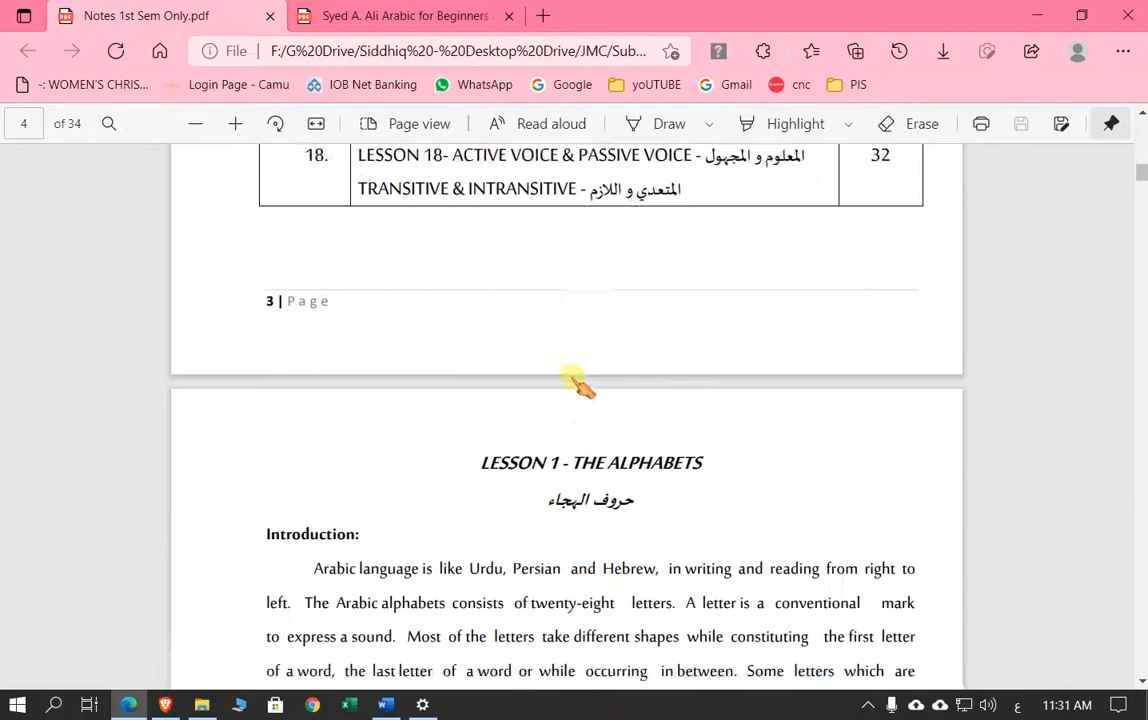 Notes 1st Sem Only.pdf
Syed A. Ali Arabic for Beginners
File F:/G%20Drive/Siddhiq%20-%20Desktop%20Drive/JMC/Sub...
-: WOMEN'S CHRIS... Login Page - Camu IOB Net Banking WhatsApp Google yoUTUBE Gmail cnc PIS
4 of 34 Page view Read aloud Draw Highlight Erase
18. LESSON 18- ACTIVE VOICE & PASSIVE VOICE - المعلوم و المجهول 32
TRANSITIVE & INTRANSITIVE - المتعدي و اللازم
3 | Page
LESSON 1 - THE ALPHABETS
حروف الهجاء
Introduction:
Arabic language is like Urdu, Persian and Hebrew, in writing and reading from right to
left. The Arabic alphabets consists of twenty-eight letters. A letter is a conventional mark
to express a sound. Most of the letters take different shapes while constituting the first letter
of a word, the last letter of a word or while occurring in between. Some letters which are
ع 11:31 AM